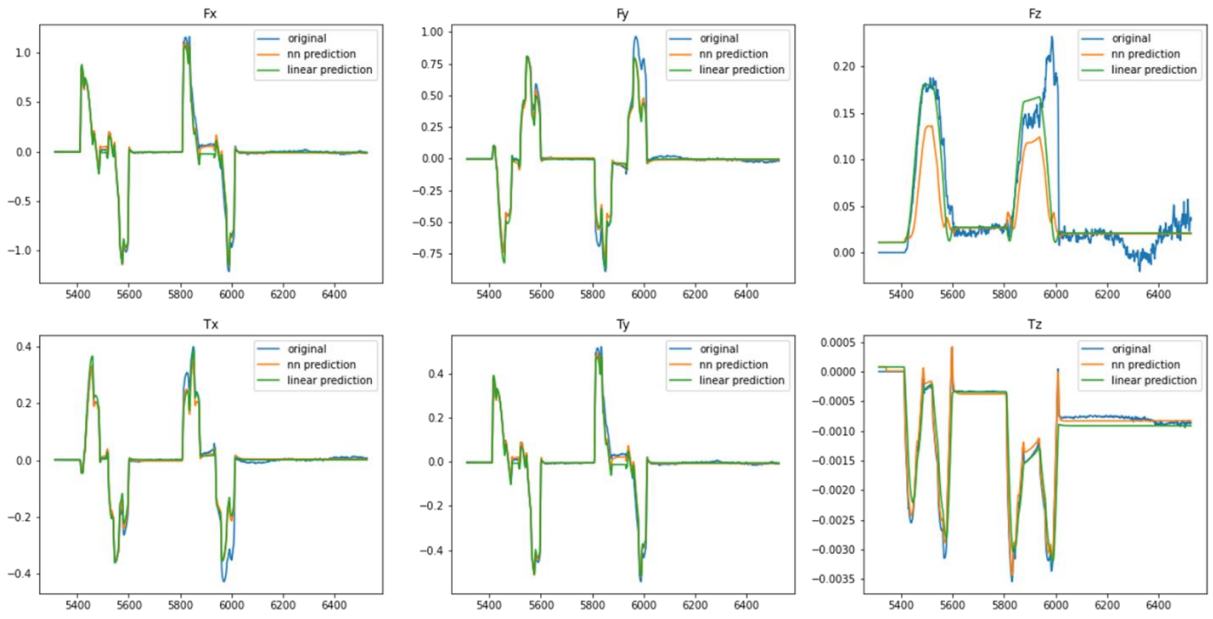 Fx
original
nn prediction
linear prediction
1.0
0.5
0.0
−0.5
−1.0
5400 5600 5800 6000 6200 6400
Fy
original
nn prediction
linear prediction
1.00
0.75
0.50
0.25
0.00
−0.25
−0.50
−0.75
5400 5600 5800 6000 6200 6400
Fz
original
nn prediction
linear prediction
0.20
0.15
0.10
0.05
0.00
5400 5600 5800 6000 6200 6400
Tx
original
nn prediction
linear prediction
0.4
0.2
0.0
−0.2
−0.4
5400 5600 5800 6000 6200 6400
Ty
original
nn prediction
linear prediction
0.4
0.2
0.0
−0.2
−0.4
5400 5600 5800 6000 6200 6400
Tz
original
nn prediction
linear prediction
0.0005
0.0000
−0.0005
−0.0010
−0.0015
−0.0020
−0.0025
−0.0030
−0.0035
5400 5600 5800 6000 6200 6400